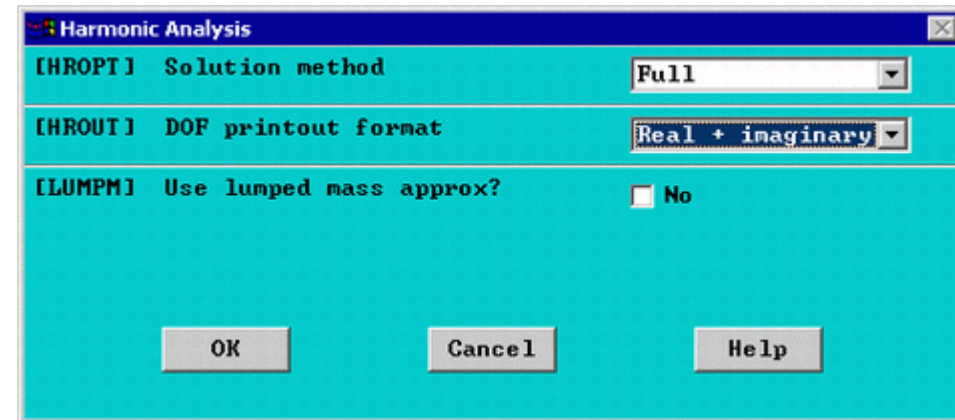 Harmonic Analysis
[HROPT] Solution method Full
[HROUT] DOF printout format Real + imaginary
[LUMPM] Use lumped mass approx? No
OK Cancel Help